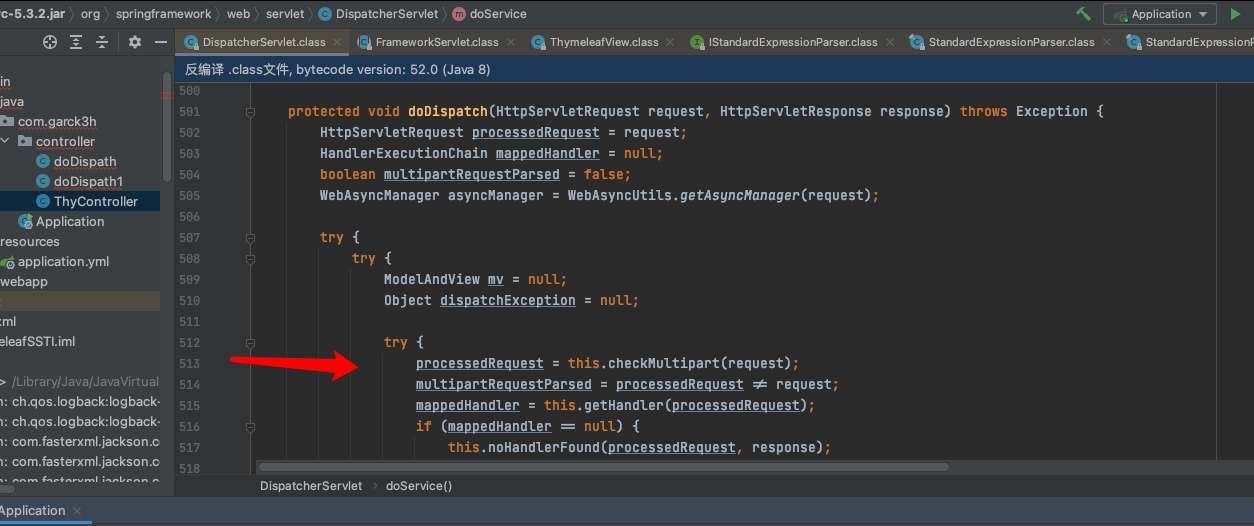 rc-5.3.2.jar › org › springframework › web › servlet › DispatcherServlet › doService
Application
DispatcherServlet.class FrameworkServlet.class ThymeleafView.class IStandardExpressionParser.class StandardExpressionParser.class StandardExpression
反编译 .class文件, bytecode version: 52.0 (Java 8)
in
java
com.garck3h
controller
doDispath
doDispath1
ThyController
Application
resources
application.yml
webapp
xml
eleafSSTI.iml
> /Library/Java/JavaVirtual
n: ch.qos.logback:logback-
n: ch.qos.logback:logback-
n: com.fasterxml.jackson.co
n: com.fasterxml.jackson.co
n: com.fasterxml.jackson.co
500
501 protected void doDispatch(HttpServletRequest request, HttpServletResponse response) throws Exception {
502 HttpServletRequest processedRequest = request;
503 HandlerExecutionChain mappedHandler = null;
504 boolean multipartRequestParsed = false;
505 WebAsyncManager asyncManager = WebAsyncUtils.getAsyncManager(request);
506
507 try {
508 try {
509 ModelAndView mv = null;
510 Object dispatchException = null;
511
512 try {
513 processedRequest = this.checkMultipart(request);
514 multipartRequestParsed = processedRequest ≠ request;
515 mappedHandler = this.getHandler(processedRequest);
516 if (mappedHandler == null) {
517 this.noHandlerFound(processedRequest, response);
518
DispatcherServlet › doService()
Application